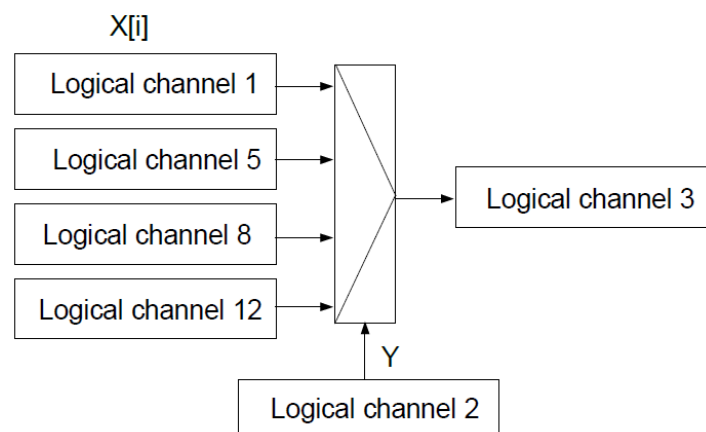 X[i]
Logical channel 1
Logical channel 5
Logical channel 3
Logical channel 8
Logical channel 12
Y
Logical channel 2